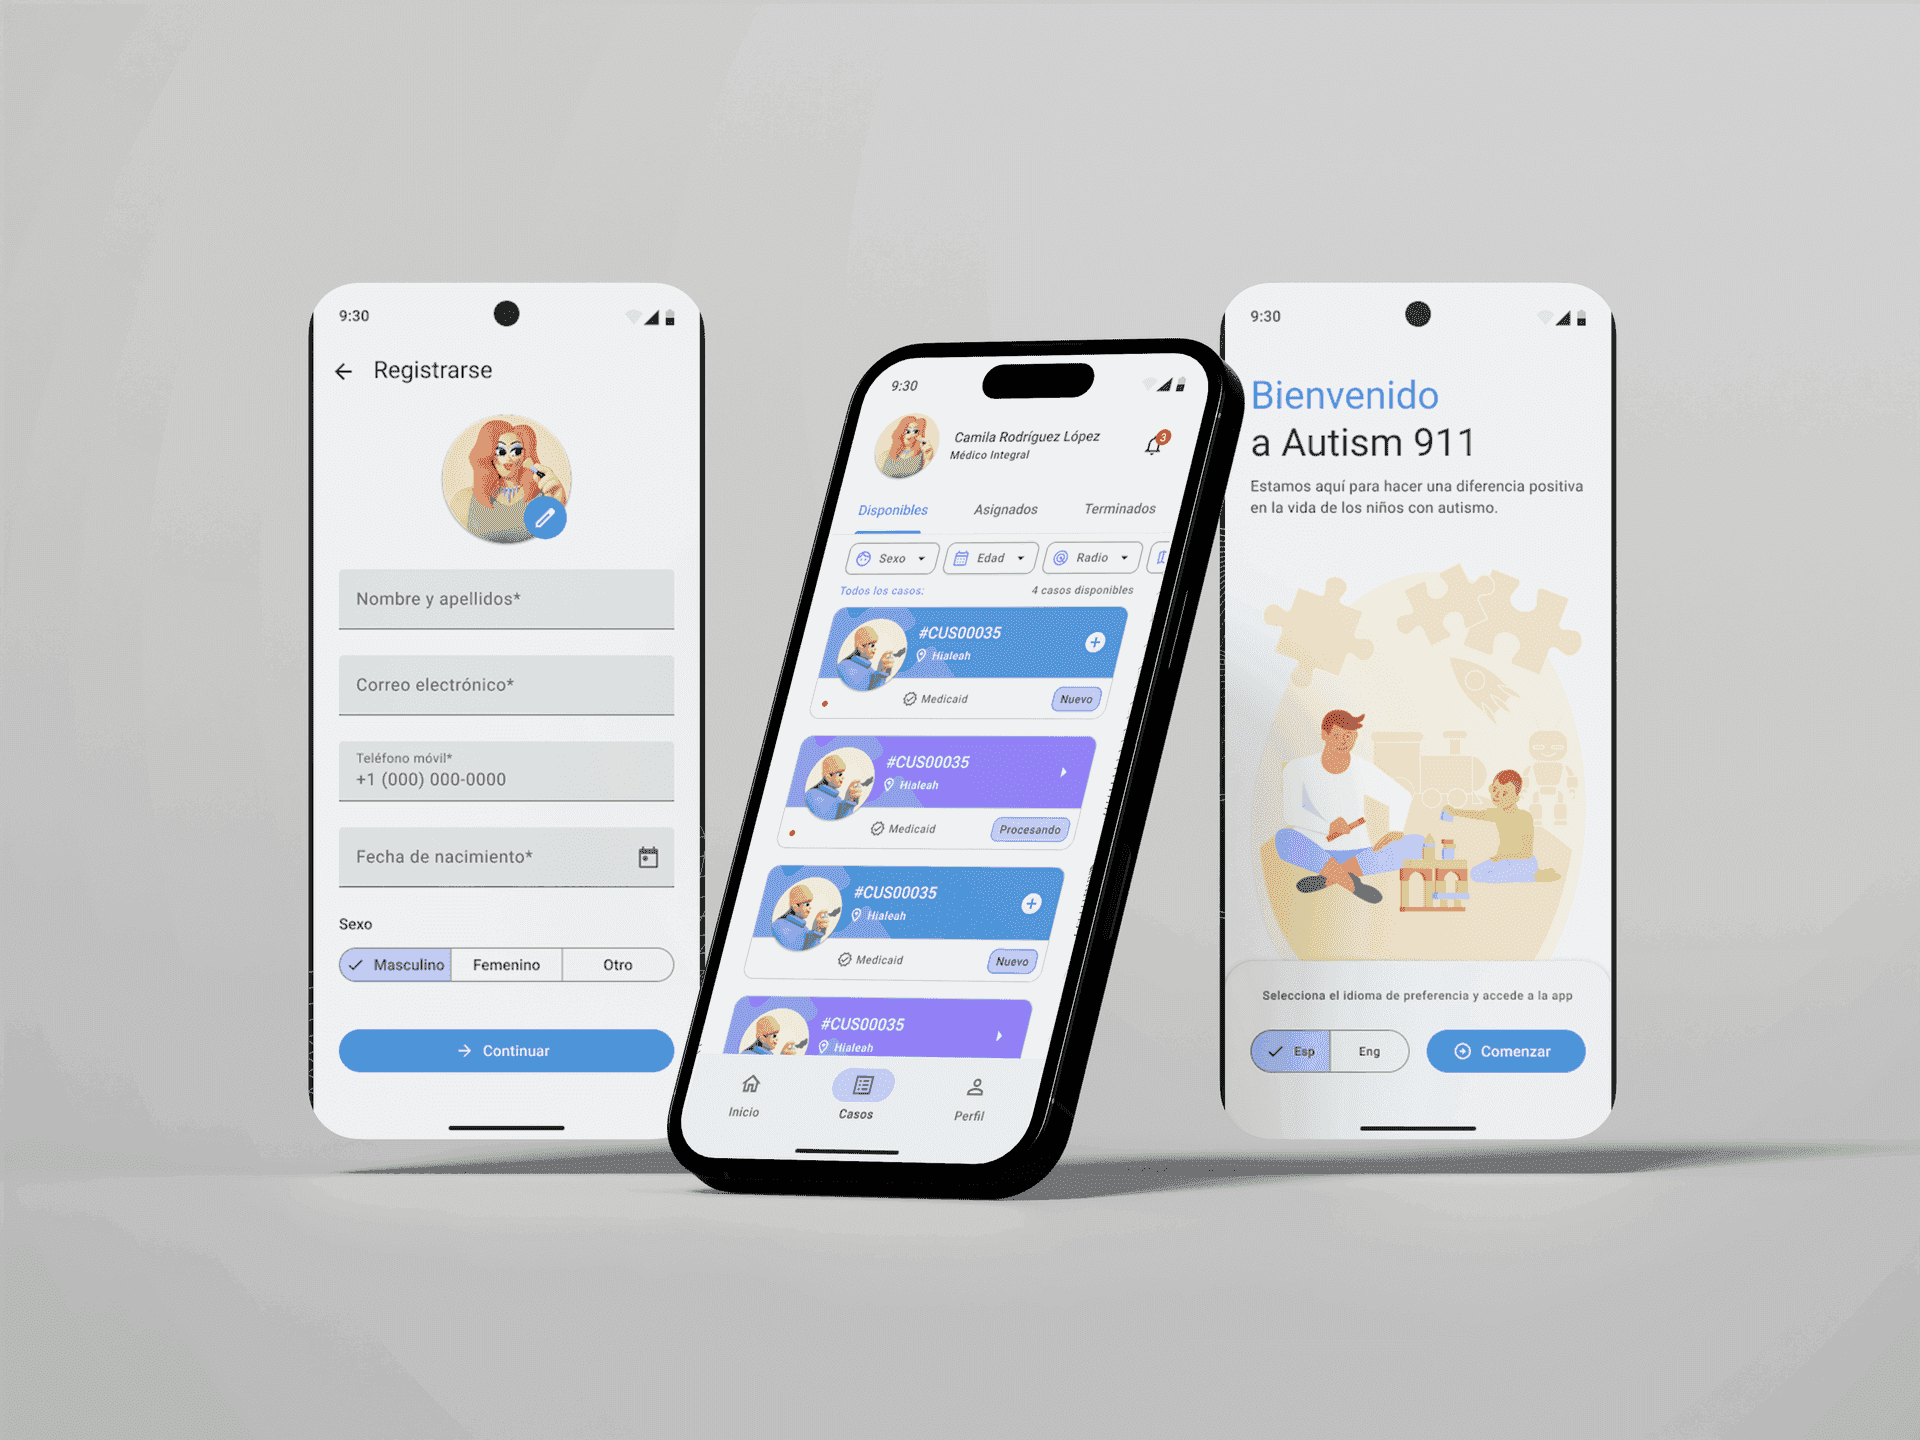 9:30
Registrarse
Nombre y apellidos*
Correo electrónico*
Teléfono móvil*
+1 (000) 000-0000
Fecha de nacimiento*
Sexo
Masculino Femenino Otro
Continuar
9:30
Camila Rodríguez López
Médico Integral
3
Disponibles Asignados Terminados
Sexo Edad Radio
Todos los casos: 4 casos disponibles
#CUS00035
Hialeah
Medicaid Nuevo
#CUS00035
Hialeah
Medicaid Procesando
#CUS00035
Hialeah
Medicaid Nuevo
#CUS00035
Hialeah
Inicio Casos Perfil
9:30
Bienvenido
a Autism 911
Estamos aquí para hacer una diferencia positiva
en la vida de los niños con autismo.
Selecciona el idioma de preferencia y accede a la app
Esp Eng Comenzar